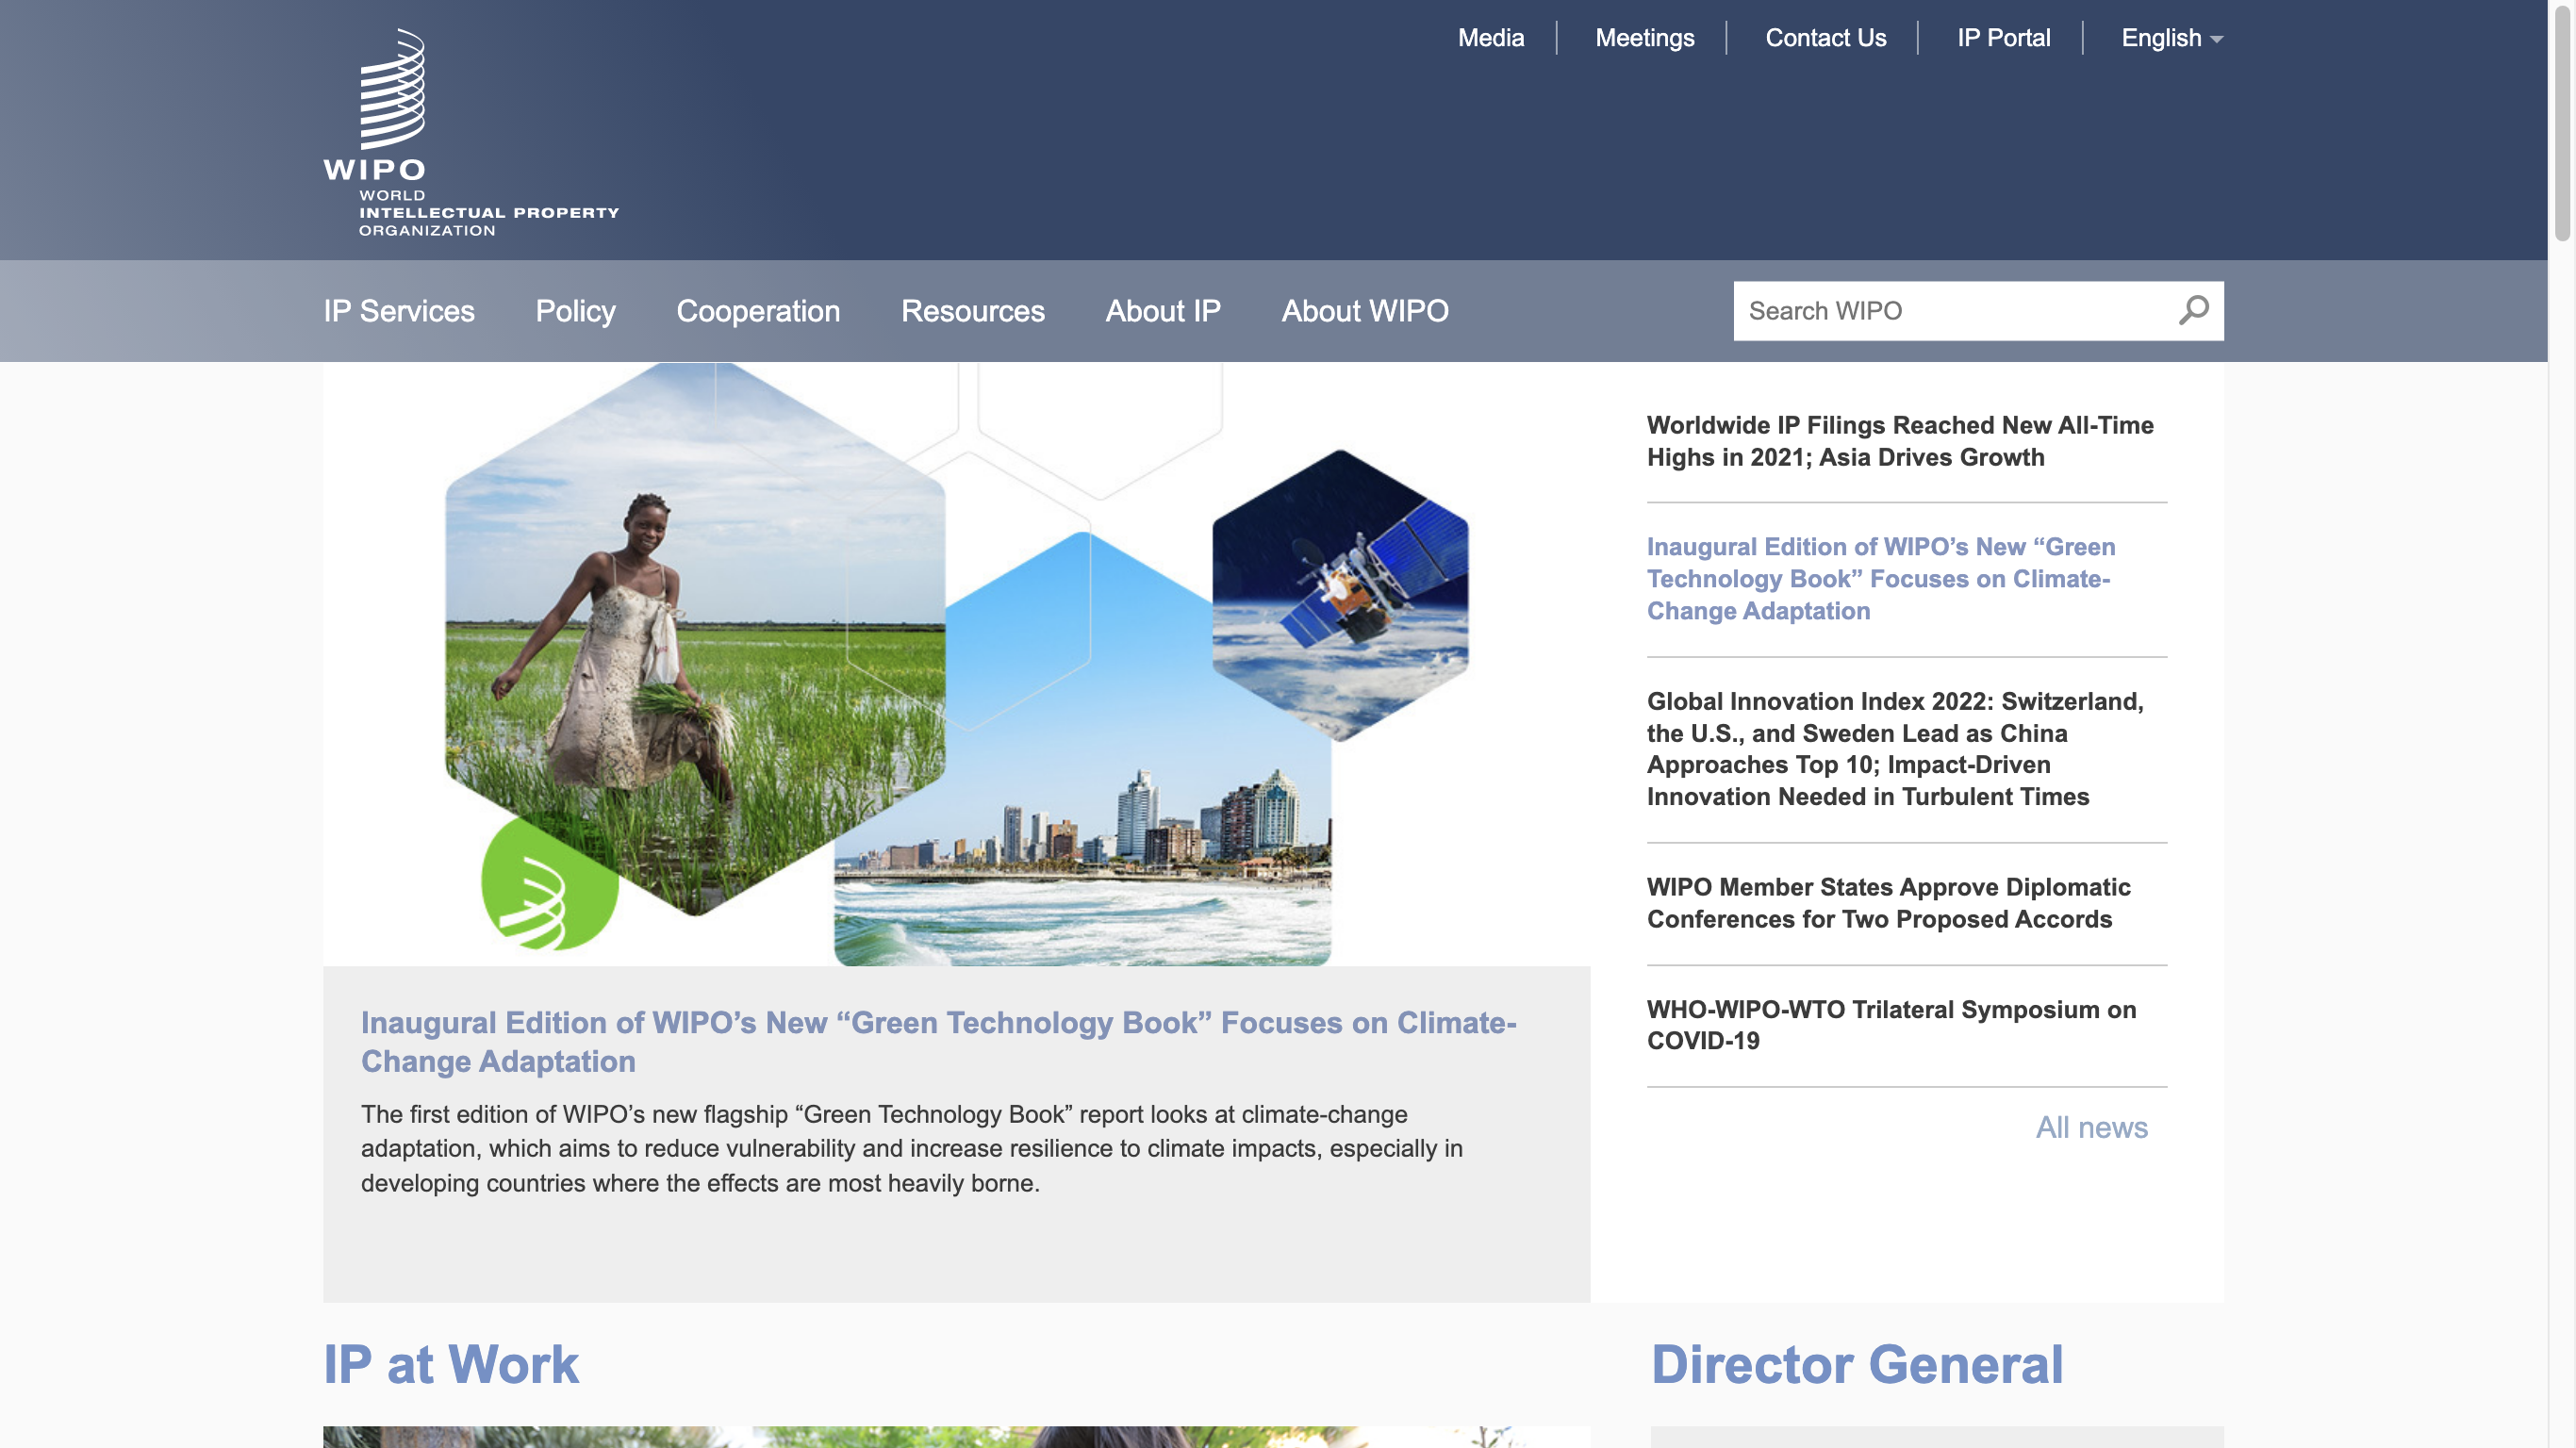 Media
Meetings
Contact Us
IP Portal
English
WIPO
WORLD
INTELLECTUAL PROPERTY
ORGANIZATION
IP Services
Policy
Cooperation
Resources
About IP
About WIPO
Search WIPO
Worldwide IP Filings Reached New All-Time
Highs in 2021; Asia Drives Growth
Inaugural Edition of WIPO’s New “Green
Technology Book” Focuses on Climate-
Change Adaptation
Global Innovation Index 2022: Switzerland,
the U.S., and Sweden Lead as China
Approaches Top 10; Impact-Driven
Innovation Needed in Turbulent Times
WIPO Member States Approve Diplomatic
Conferences for Two Proposed Accords
WHO-WIPO-WTO Trilateral Symposium on
COVID-19
All news
Inaugural Edition of WIPO’s New “Green Technology Book” Focuses on Climate-
Change Adaptation
The first edition of WIPO’s new flagship “Green Technology Book” report looks at climate-change
adaptation, which aims to reduce vulnerability and increase resilience to climate impacts, especially in
developing countries where the effects are most heavily borne.
IP at Work
Director General